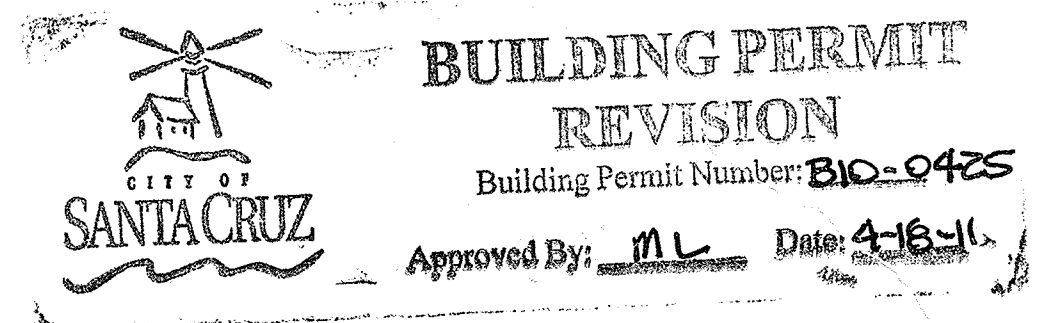 CITY OF
SANTA CRUZ
BUILDING PERMIT
REVISION
Building Permit Number: B10-0425
Approved By: ML
Date: 4-18-11